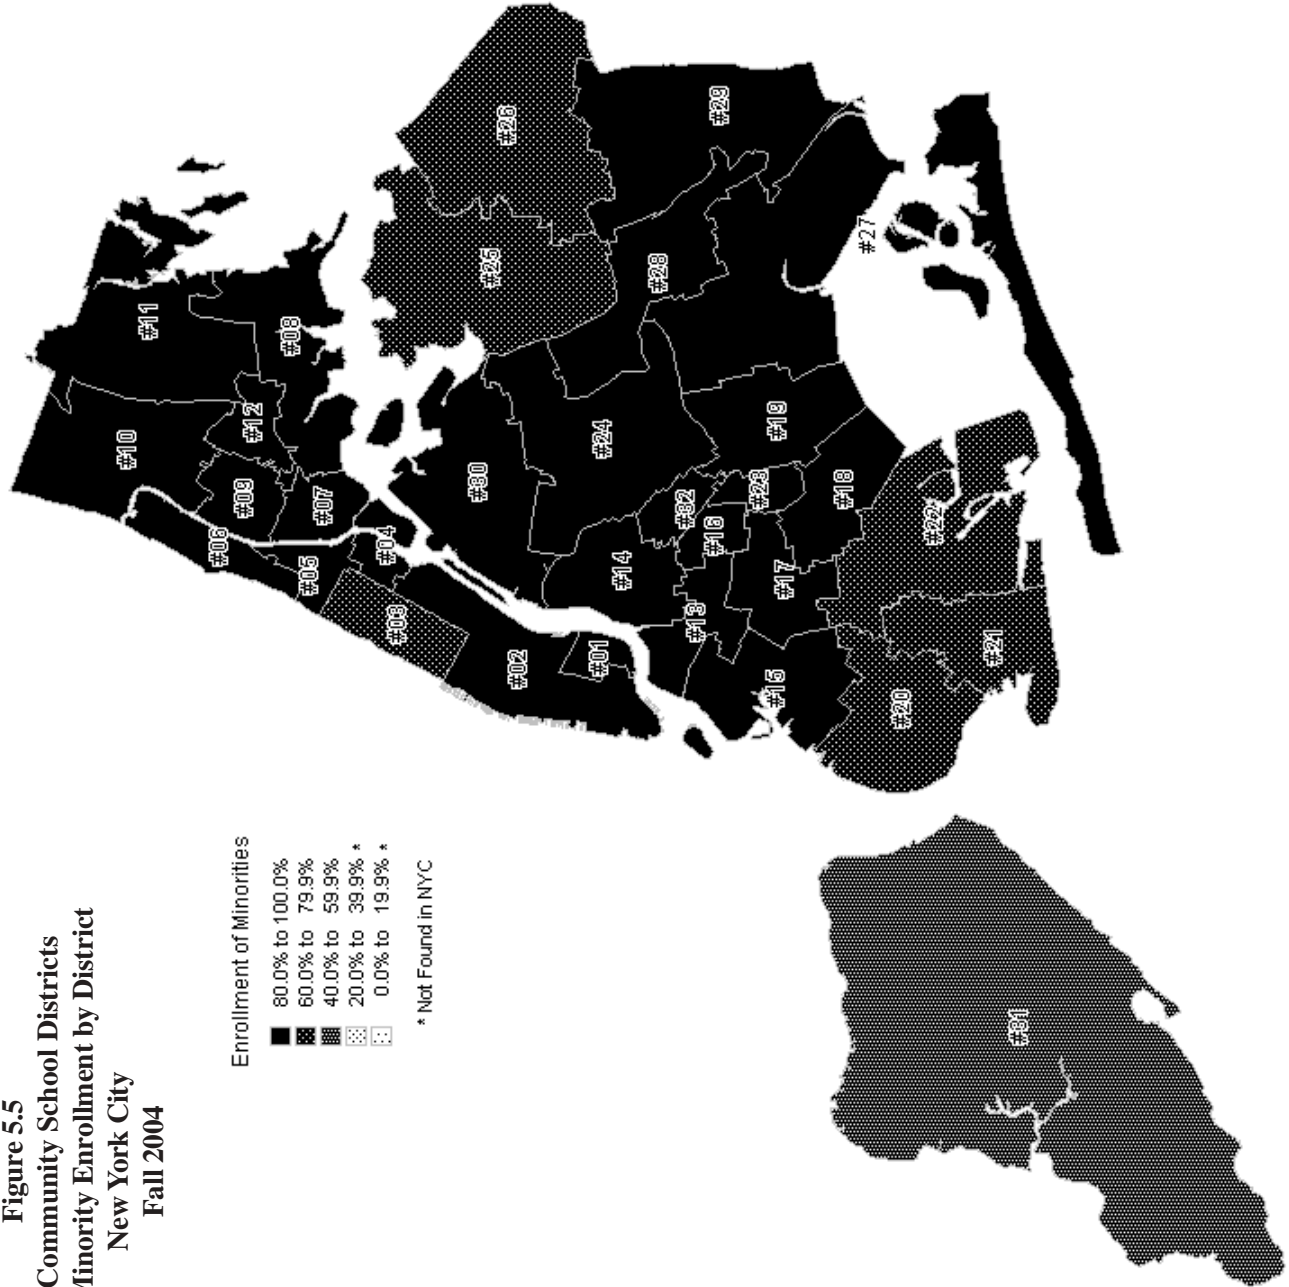 Figure 5.5
Community School Districts
Minority Enrollment by District
New York City
Fall 2004
Enrollment of Minorities
80.0% to 100.0%
60.0% to 79.9%
40.0% to 59.9%
20.0% to 39.9% *
0.0% to 19.9% *
* Not Found in NYC
#10
#11
#06
#09
#12
#08
#05
#07
#04
#03
#02
#01
#30
#25
#26
#24
#28
#29
#14
#32
#13
#16
#23
#19
#27
#15
#17
#18
#20
#22
#21
#31